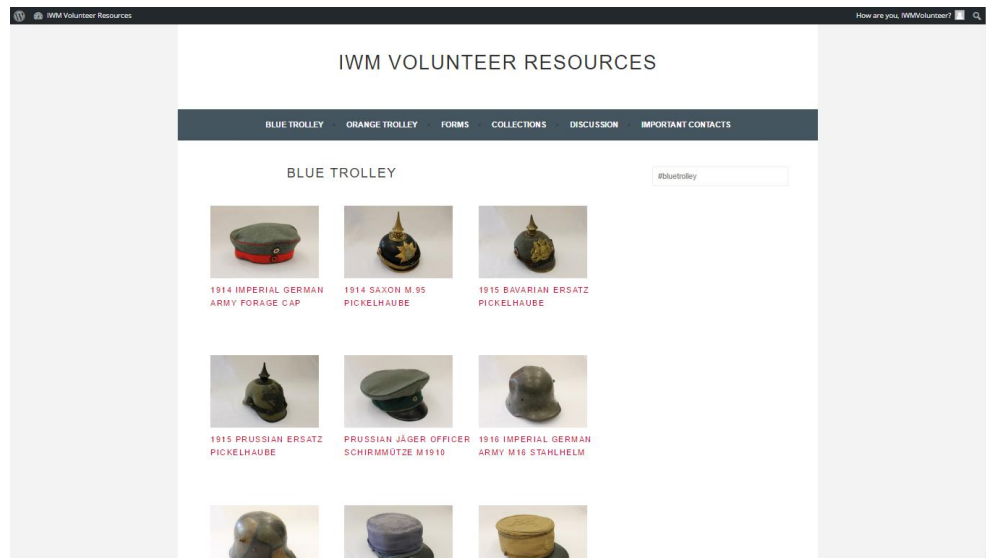 IWM Volunteer Resources
How are you, IWMVolunteer?
IWM VOLUNTEER RESOURCES
BLUE TROLLEY
ORANGE TROLLEY
FORMS
COLLECTIONS
DISCUSSION
IMPORTANT CONTACTS
BLUE TROLLEY
#bluetrolley
1914 IMPERIAL GERMAN
ARMY FORAGE CAP
1914 SAXON M.95
PICKELHAUBE
1915 BAVARIAN ERSATZ
PICKELHAUBE
1915 PRUSSIAN ERSATZ
PICKELHAUBE
PRUSSIAN JÄGER OFFICER
SCHIRMMÜTZE M1910
1916 IMPERIAL GERMAN
ARMY M16 STAHLHELM